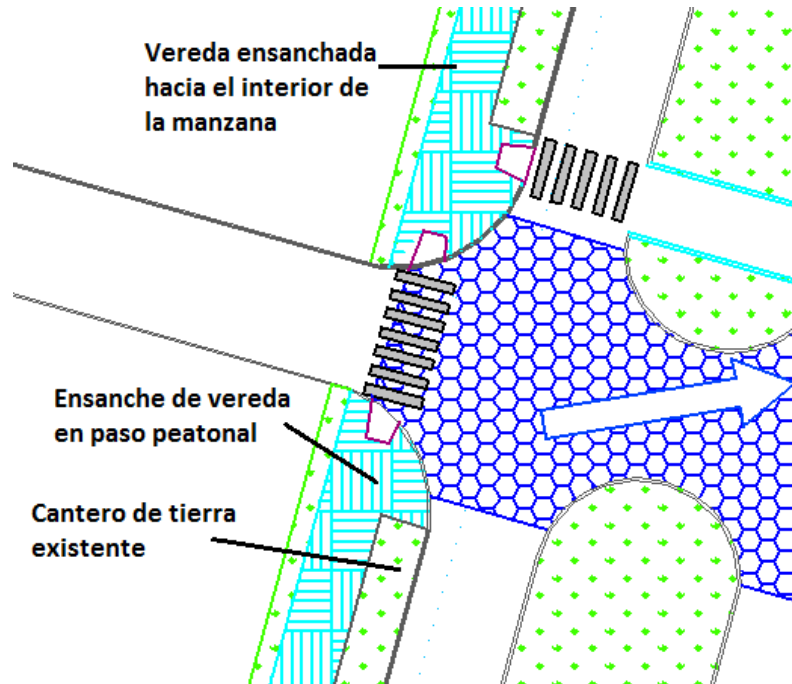 Vereda ensanchada
hacia el interior de
la manzana
Ensanche de vereda
en paso peatonal
Cantero de tierra
existente